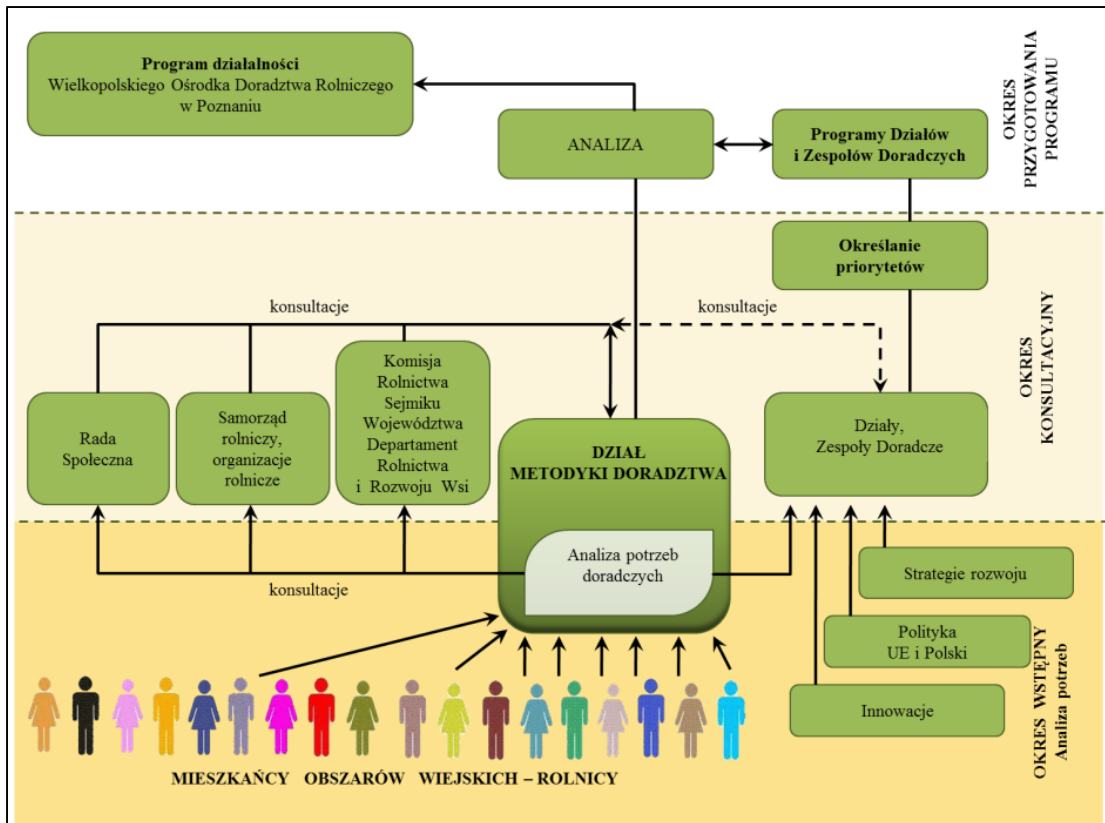 Program działalności
Wielkopolskiego Ośrodka Doradztwa Rolniczego
w Poznaniu
ANALIZA
Programy Działów
i Zespołów Doradczych
OKRES
PRZYGOTOWANIA
PROGRAMU
Określanie
priorytetów
konsultacje
konsultacje
Rada
Społeczna
Samorząd
rolniczy,
organizacje
rolnicze
Komisja
Rolnictwa
Sejmiku
Województwa
Departament
Rolnictwa
i Rozwoju Wsi
DZIAŁ
METODYKI DORADZTWA
Działy,
Zespoły Doradcze
OKRES
KONSULTACYJNY
Analiza potrzeb
doradczych
konsultacje
Strategie rozwoju
Polityka
UE i Polski
Innowacje
OKRES WSTĘPNY
Analiza potrzeb
MIESZKAŃCY OBSZARÓW WIEJSKICH – ROLNICY